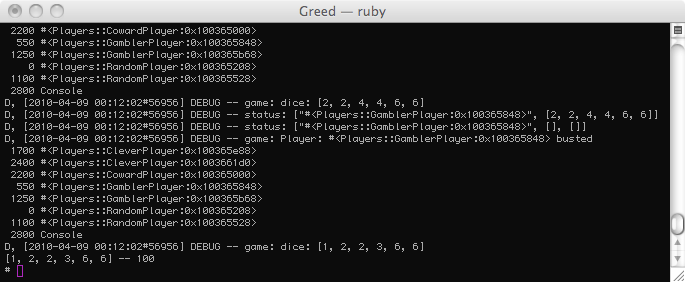 Greed — ruby
2200 #<Players::CowardPlayer:0x100365000>
550 #<Players::GamblerPlayer:0x100365848>
1250 #<Players::GamblerPlayer:0x100365b68>
0 #<Players::RandomPlayer:0x100365208>
1100 #<Players::RandomPlayer:0x100365528>
2800 Console
D, [2010-04-09 00:12:02#56956] DEBUG -- game: dice: [2, 2, 4, 4, 6, 6]
D, [2010-04-09 00:12:02#56956] DEBUG -- status: ["#<Players::GamblerPlayer:0x100365848>", [2, 2, 4, 4, 6, 6]]
D, [2010-04-09 00:12:02#56956] DEBUG -- status: ["#<Players::GamblerPlayer:0x100365848>", [], []]
D, [2010-04-09 00:12:02#56956] DEBUG -- game: Player: #<Players::GamblerPlayer:0x100365848> busted
1700 #<Players::CleverPlayer:0x100365e88>
2400 #<Players::CleverPlayer:0x1003661d0>
2200 #<Players::CowardPlayer:0x100365000>
550 #<Players::GamblerPlayer:0x100365848>
1250 #<Players::GamblerPlayer:0x100365b68>
0 #<Players::RandomPlayer:0x100365208>
1100 #<Players::RandomPlayer:0x100365528>
2800 Console
D, [2010-04-09 00:12:02#56956] DEBUG -- game: dice: [1, 2, 2, 3, 6, 6]
[1, 2, 2, 3, 6, 6] -- 100
#